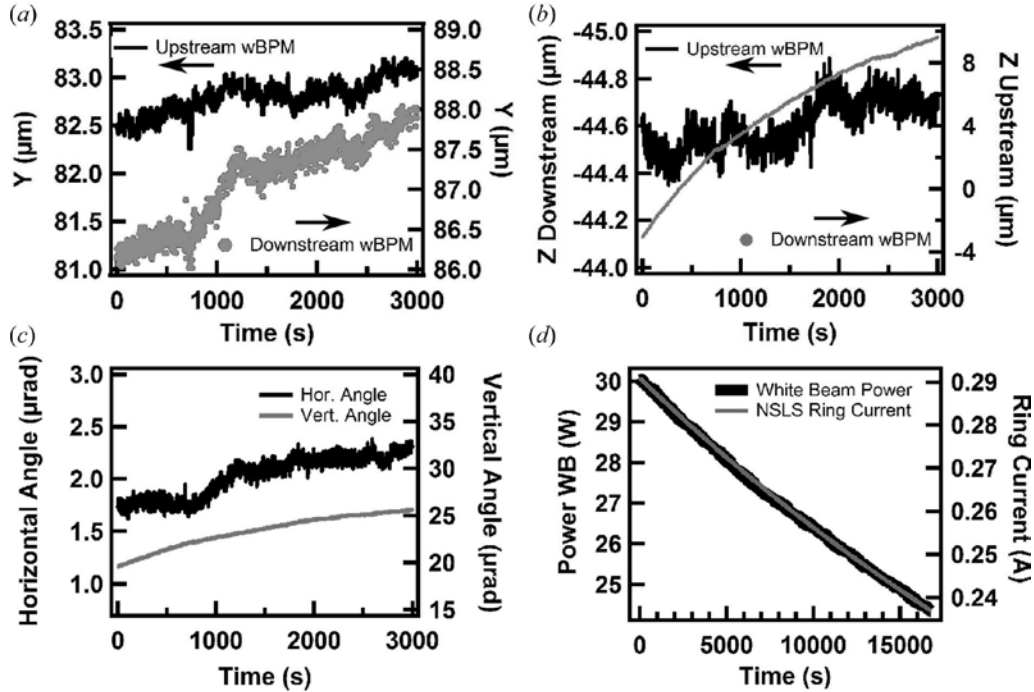 (a)
83.5
83.0
82.5
82.0
81.5
81.0
Y (µm)
Upstream wBPM
Downstream wBPM
89.0
88.5
88.0
87.5
87.0
86.5
86.0
Y (µm)
0 1000 2000 3000
Time (s)
(b)
-45.0
-44.8
-44.6
-44.4
-44.2
-44.0
Z Downstream (µm)
Upstream wBPM
Downstream wBPM
8
4
0
-4
Z Upstream (µm)
0 1000 2000 3000
Time (s)
(c)
3.0
2.5
2.0
1.5
1.0
Horizontal Angle (µrad)
Hor. Angle
Vert. Angle
40
35
30
25
20
15
Vertical Angle (µrad)
0 1000 2000 3000
Time (s)
(d)
30
29
28
27
26
25
Power WB (W)
White Beam Power
NSLS Ring Current
0.29
0.28
0.27
0.26
0.25
0.24
Ring Current (Å)
0 5000 10000 15000
Time (s)